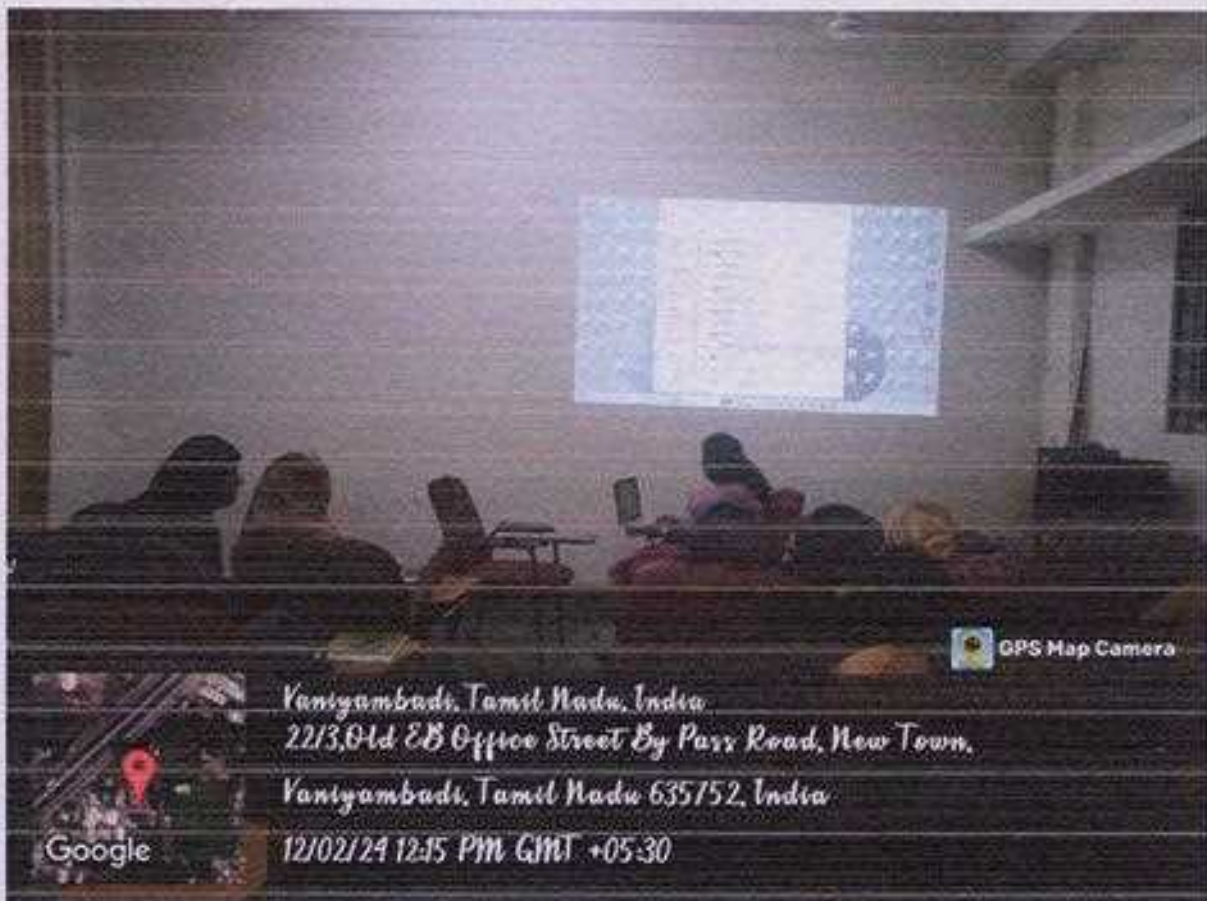 GPS Map Camera
Vaniyambadi, Tamil Nadu, India
22/3,Old EB Office Street By Pass Road, New Town,
Vaniyambadi, Tamil Nadu 635752, India
Google
12/02/24 12:15 PM GMT +05:30